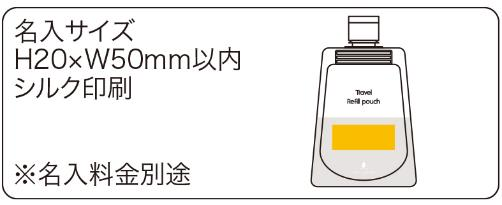 名入サイズ
H20×W50mm以内
シルク印刷
※名入料金別途
Travel
Refill pouch